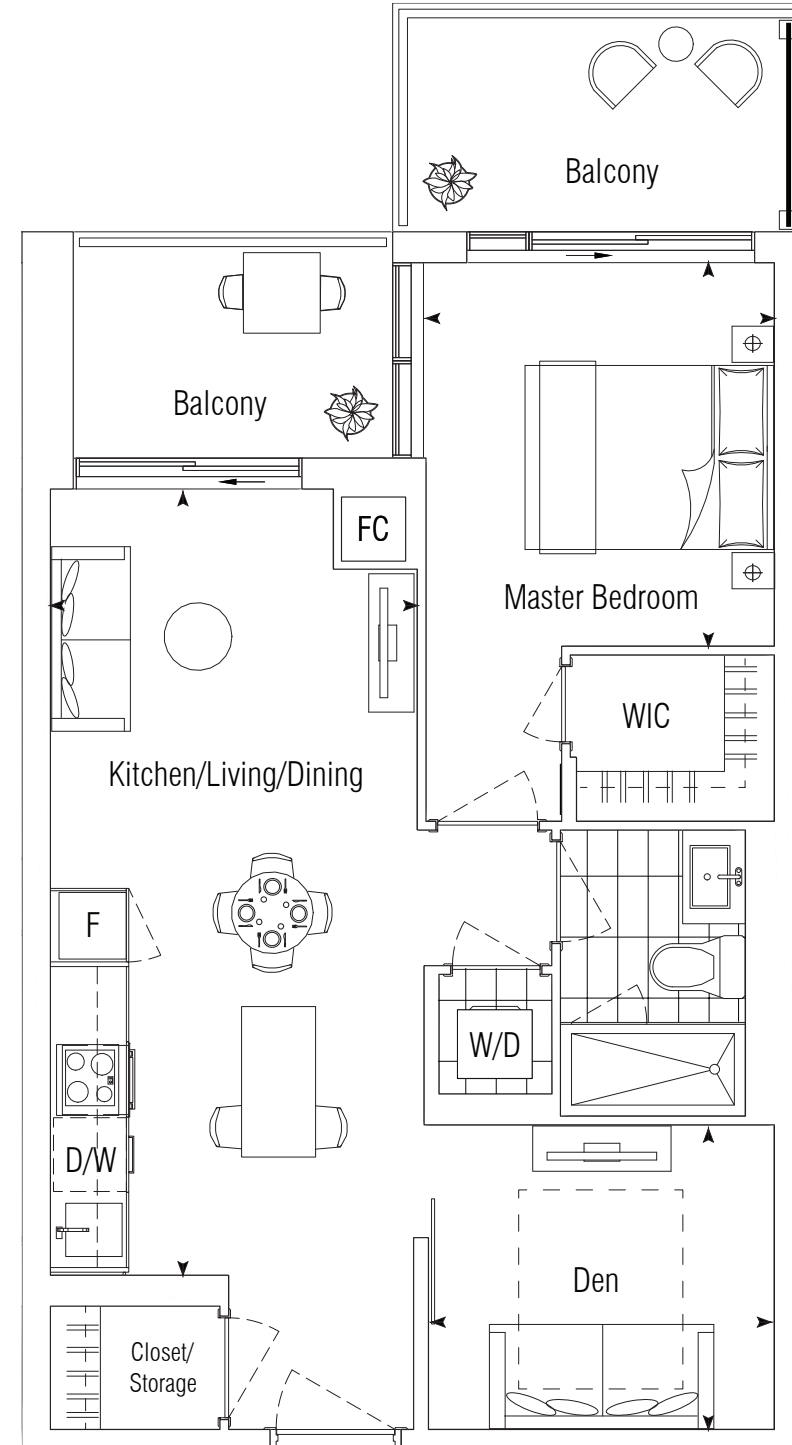 Balcony
Balcony
FC
Master Bedroom
WIC
Kitchen/Living/Dining
F
W/D
D/W
Den
Closet/
Storage